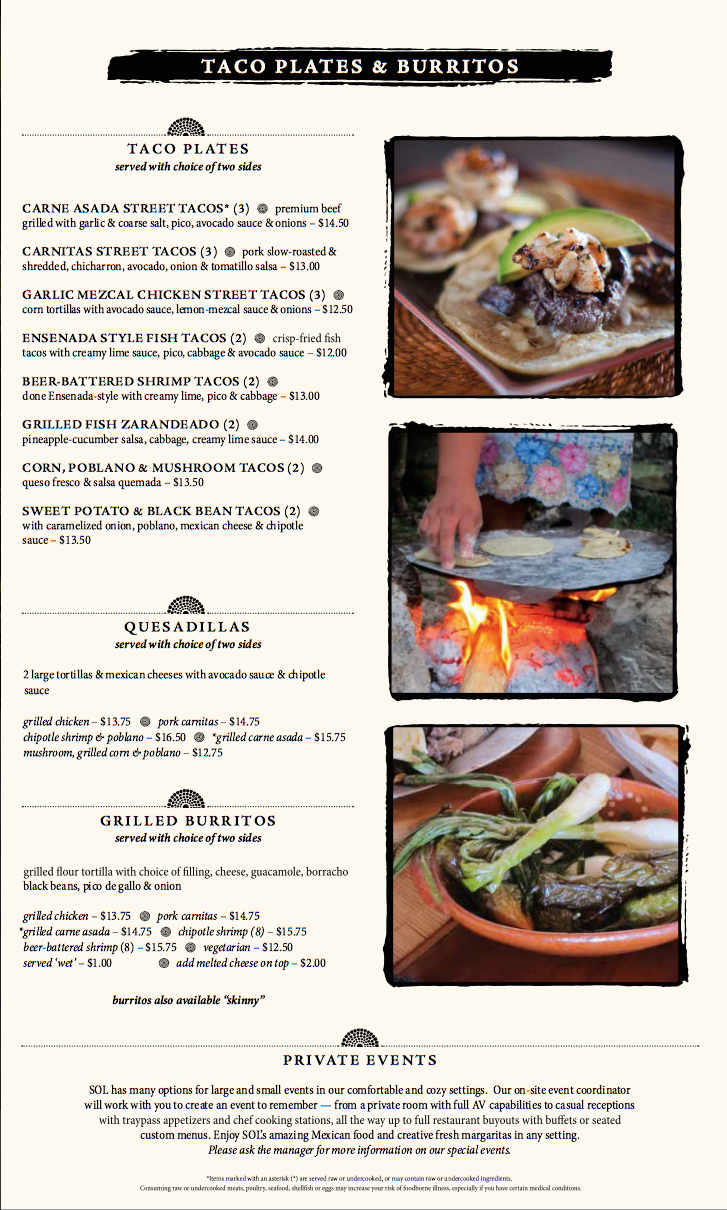 TACO PLATES & BURRITOS
TACO PLATES
served with choice of two sides
CARNE ASADA STREET TACOS* (3) premium beef
grilled with garlic & coarse salt, pico, avocado sauce & onions – $14.50
CARNITAS STREET TACOS (3) pork slow-roasted &
shredded, chicharron, avocado, onion & tomatillo salsa – $13.00
GARLIC MEZCAL CHICKEN STREET TACOS (3)
corn tortillas with avocado sauce, lemon-mezcal sauce & onions – $12.50
ENSENADA STYLE FISH TACOS (2) crisp-fried fish
tacos with creamy lime sauce, pico, cabbage & avocado sauce – $12.00
BEER-BATTERED SHRIMP TACOS (2)
done Ensenada-style with creamy lime, pico & cabbage – $13.00
GRILLED FISH ZARANDEADO (2)
pineapple-cucumber salsa, cabbage, creamy lime sauce – $14.00
CORN, POBLANO & MUSHROOM TACOS (2)
queso fresco & salsa quemada – $13.50
SWEET POTATO & BLACK BEAN TACOS (2)
with caramelized onion, poblano, mexican cheese & chipotle
sauce – $13.50
QUESADILLAS
served with choice of two sides
2 large tortillas & mexican cheeses with avocado sauce & chipotle
sauce
grilled chicken – $13.75 pork carnitas – $14.75
chipotle shrimp & poblano – $16.50 *grilled carne asada – $15.75
mushroom, grilled corn & poblano – $12.75
GRILLED BURRITOS
served with choice of two sides
grilled flour tortilla with choice of filling, cheese, guacamole, borracho
black beans, pico de gallo & onion
grilled chicken – $13.75 pork carnitas – $14.75
*grilled carne asada – $14.75 chipotle shrimp (8) – $15.75
beer-battered shrimp (8) – $15.75 vegetarian – $12.50
served 'wet' – $1.00 add melted cheese on top – $2.00
burritos also available "skinny"
PRIVATE EVENTS
SOL has many options for large and small events in our comfortable and cozy settings. Our on-site event coordinator
will work with you to create an event to remember — from a private room with full AV capabilities to casual receptions
with traypass appetizers and chef cooking stations, all the way up to full restaurant buyouts with buffets or seated
custom menus. Enjoy SOL's amazing Mexican food and creative fresh margaritas in any setting.
Please ask the manager for more information on our special events.
*Items marked with an asterisk (*) are served raw or undercooked, or may contain raw or undercooked ingredients.
Consuming raw or undercooked meats, poultry, seafood, shellfish or eggs may increase your risk of foodborne illness, especially if you have certain medical conditions.